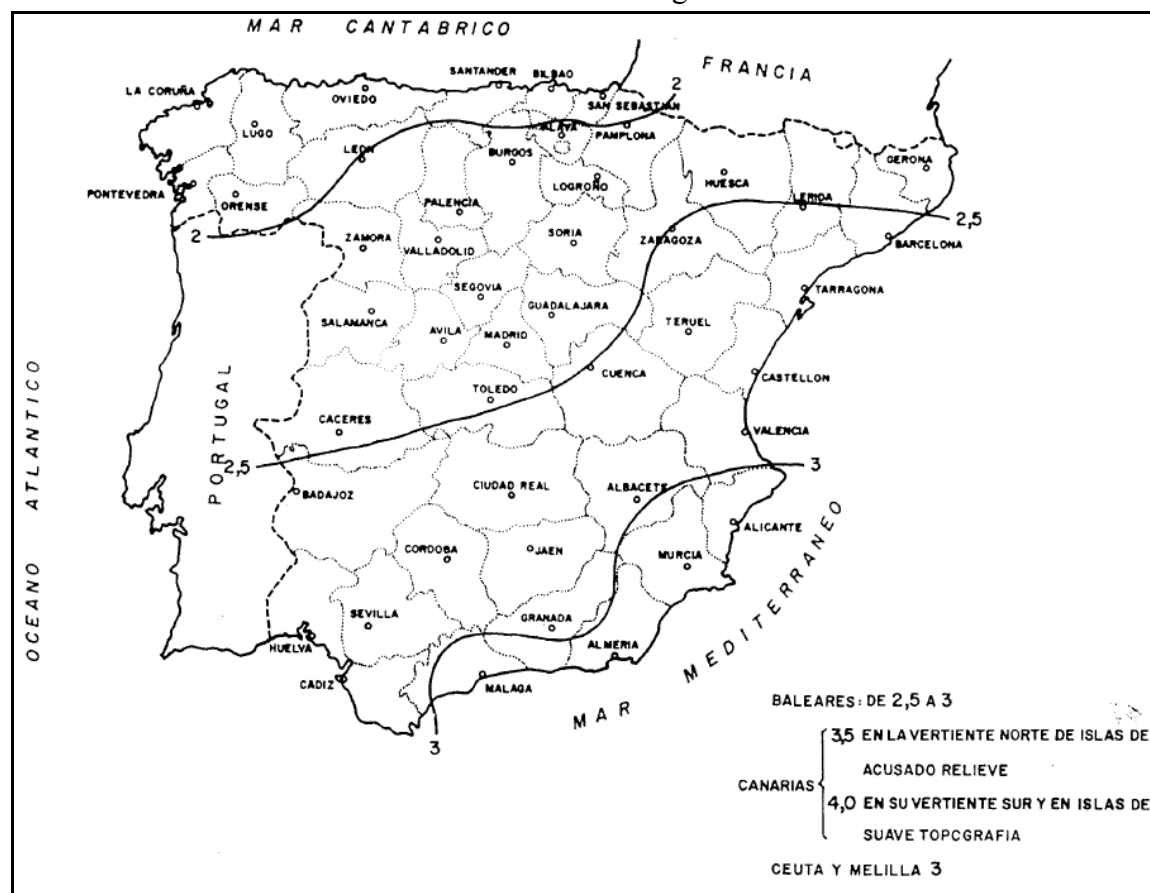 MAR CANTABRICO
FRANCIA
LA CORUÑA
OVIEDO
SANTANDER
BILBAO
SAN SEBASTIAN
2
LUGO
LEON
ALAVA
PAMPLONA
BURGOS
GERONA
PONTEVEDRA
ORENSE
LOGROÑO
HUESCA
LERIDA
PALENCIA
2
2,5
ZAMORA
VALLADOLID
SORIA
ZARAGOZA
BARCELONA
SEGOVIA
TARRAGONA
SALAMANCA
AVILA
MADRID
GUADALAJARA
TERUEL
OCEANO ATLANTICO
PORTUGAL
CACERES
TOLEDO
CUENCA
CASTELLON
VALENCIA
2,5
BADAJOZ
CIUDAD REAL
ALBACETE
3
ALICANTE
CORDOBA
JAEN
MURCIA
SEVILLA
GRANADA
ALMERIA
HUELVA
CADIZ
MALAGA
3
MAR MEDITERRANEO
BALEARES: DE 2,5 A 3
CANARIAS
3,5 EN LA VERTIENTE NORTE DE ISLAS DE
ACUSADO RELIEVE
4,0 EN SU VERTIENTE SUR Y EN ISLAS DE
SUAVE TOPCGRAFIA
CEUTA Y MELILLA 3